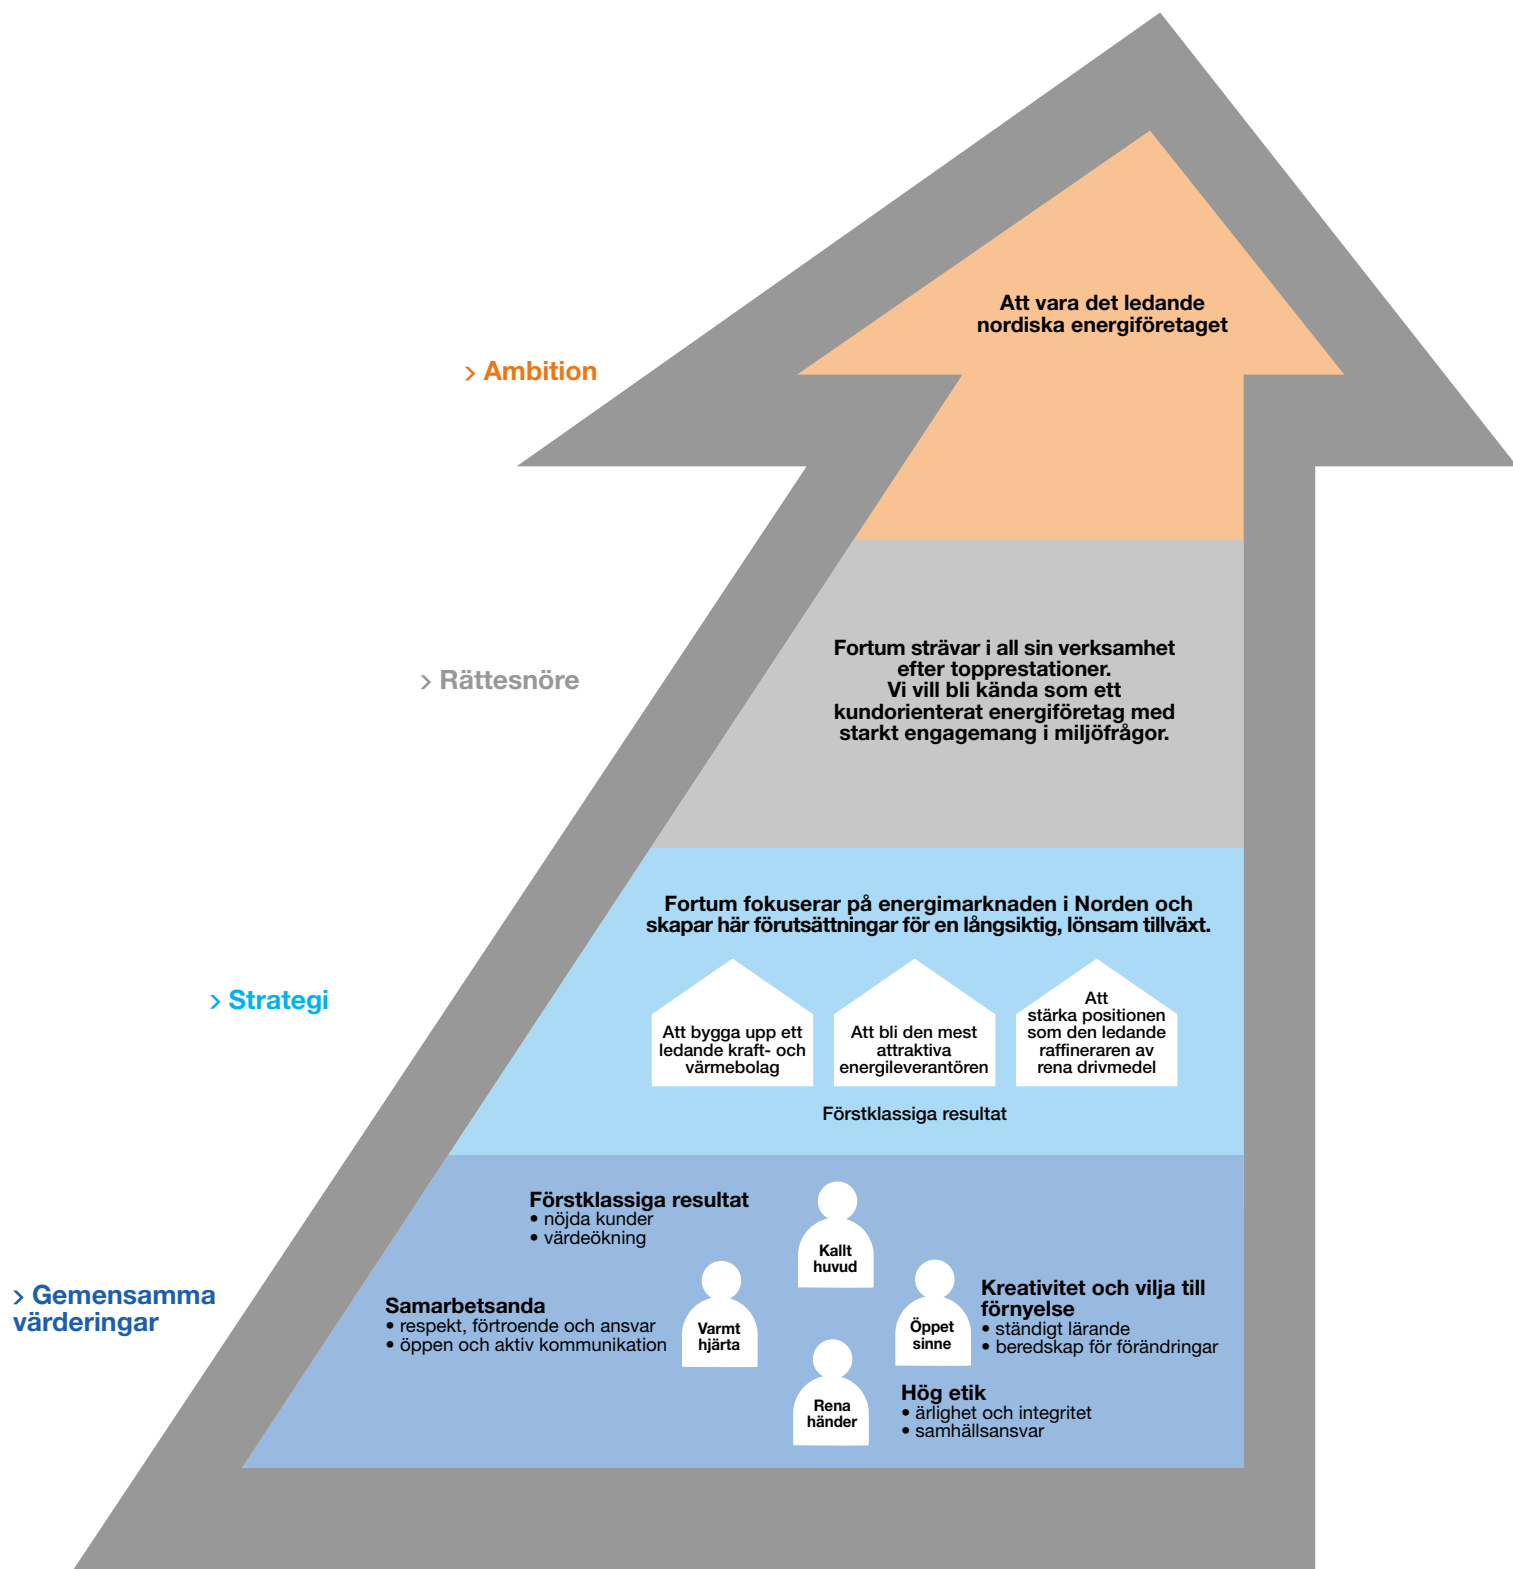 Att vara det ledande
nordiska energiföretaget
› Ambition
Fortum strävar i all sin verksamhet
efter topprestationer.
Vi vill bli kända som ett
kundorienterat energiföretag med
starkt engagemang i miljöfrågor.
› Rättesnöre
Fortum fokuserar på energimarknaden i Norden och
skapar här förutsättningar för en långsiktig, lönsam tillväxt.
› Strategi
Att bygga upp ett
ledande kraft- och
värmebolag
Att bli den mest
attraktiva
energileverantören
Att
stärka positionen
som den ledande
raffineraren av
rena drivmedel
Förstklassiga resultat
› Gemensamma
värderingar
Förstklassiga resultat
• nöjda kunder
• värdeökning
Kallt
huvud
Samarbetsanda
• respekt, förtroende och ansvar
• öppen och aktiv kommunikation
Varmt
hjärta
Öppet
sinne
Kreativitet och vilja till
förnyelse
• ständigt lärande
• beredskap för förändringar
Rena
händer
Hög etik
• ärlighet och integritet
• samhällsansvar